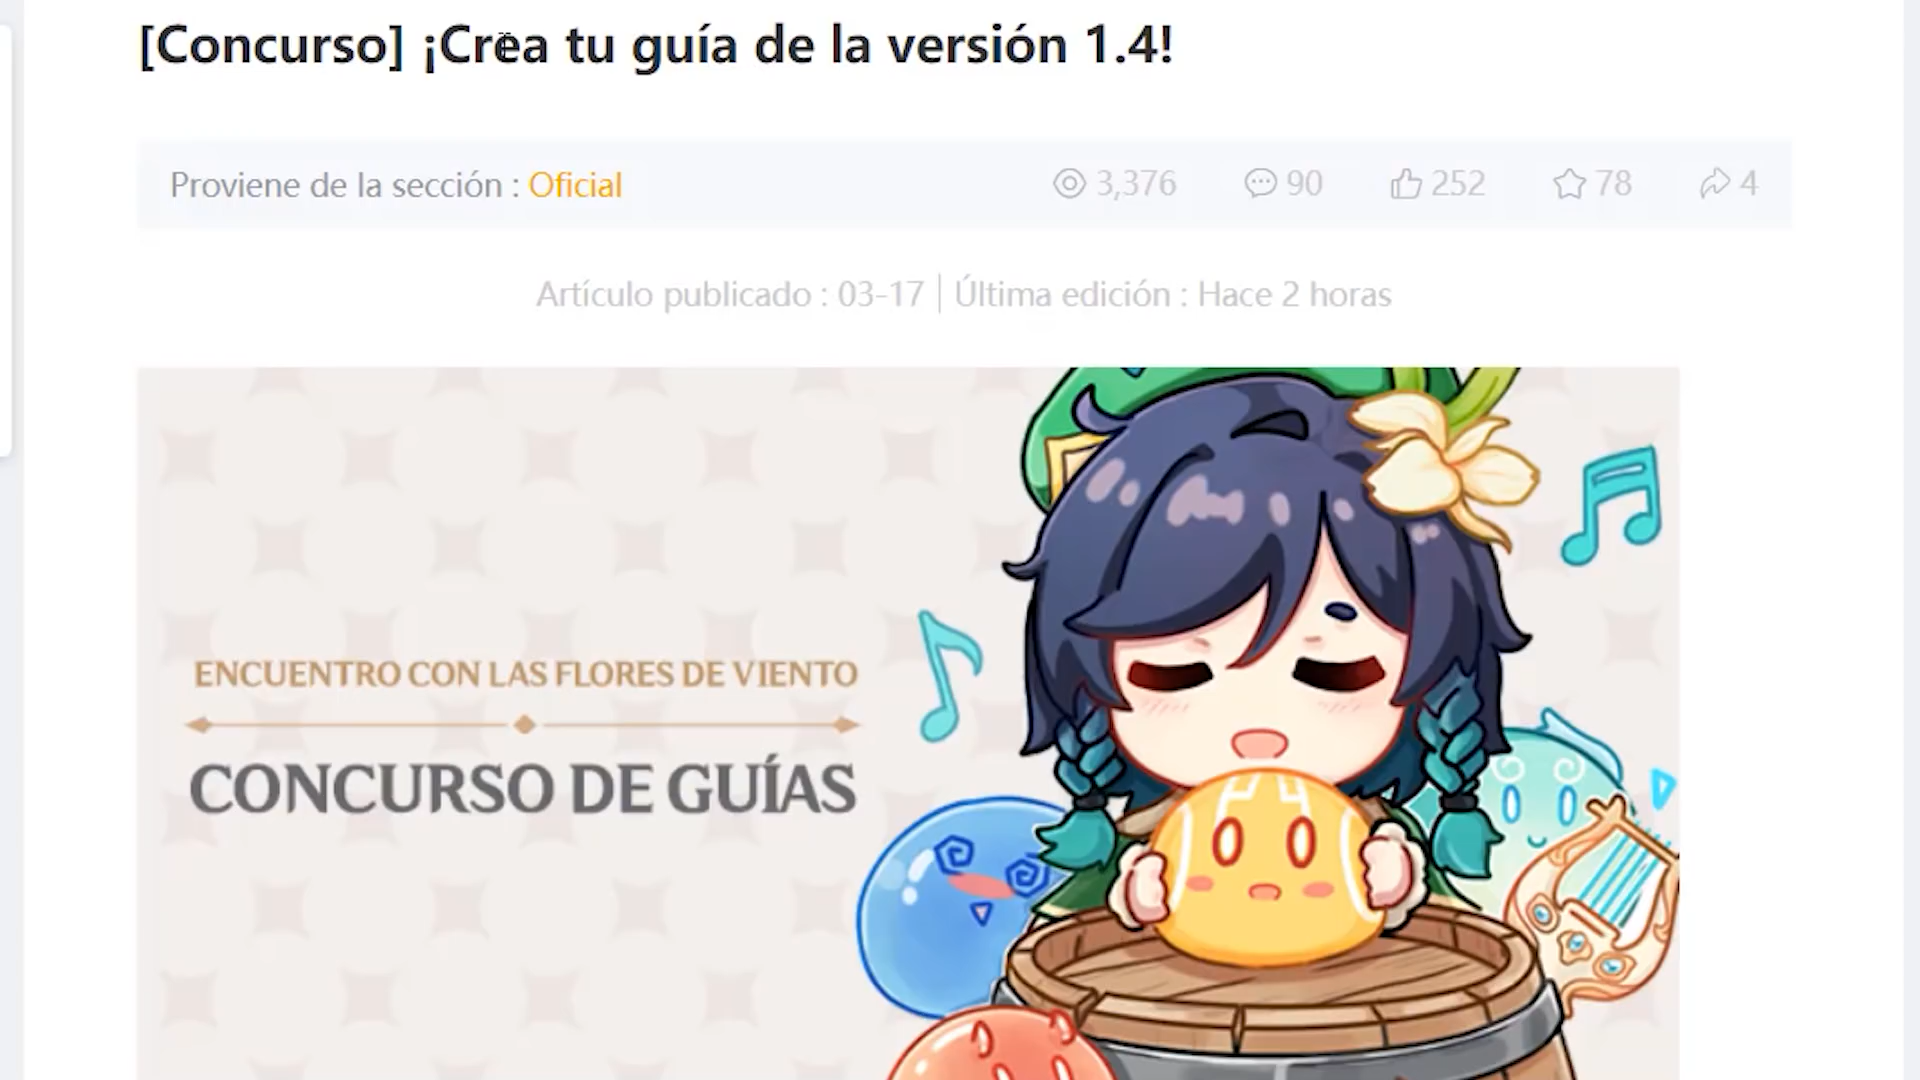 [Concurso] ¡Crea tu guía de la versión 1.4!
Proviene de la sección : Oficial 3,376 90 252 78 4
Artículo publicado : 03-17 | Última edición : Hace 2 horas
ENCUENTRO CON LAS FLORES DE VIENTO
CONCURSO DE GUÍAS